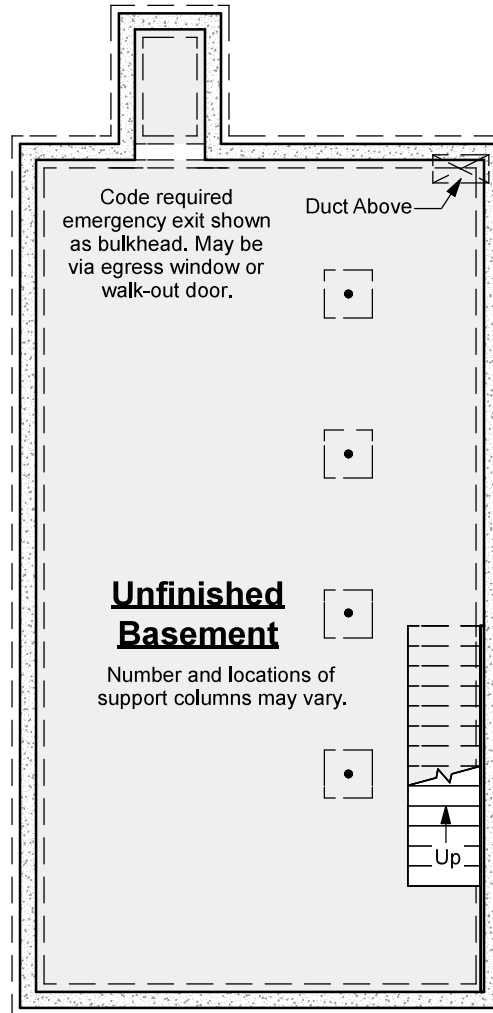 Code required
emergency exit shown
as bulkhead. May be
via egress window or
walk-out door.
Duct Above
Unfinished
Basement
Number and locations of
support columns may vary.
Up